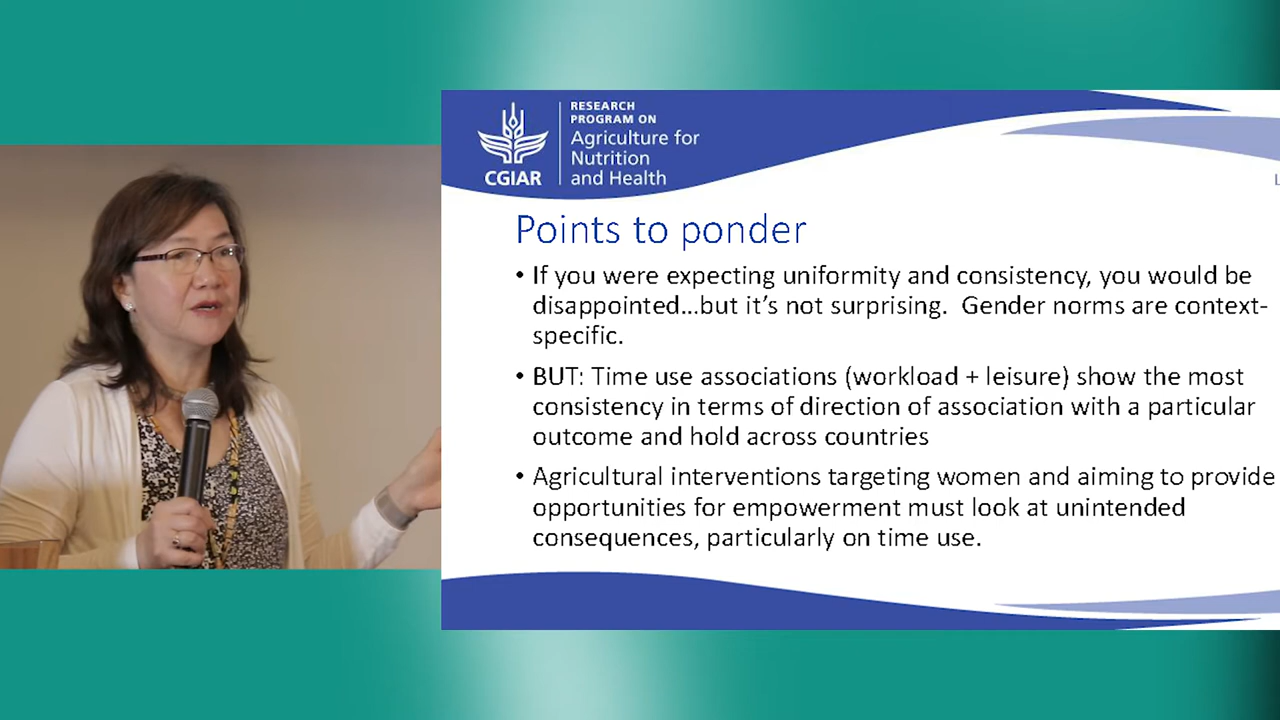 RESEARCH
PROGRAM ON
Agriculture for
Nutrition
and Health
CGIAR
L
Points to ponder
• If you were expecting uniformity and consistency, you would be
disappointed...but it's not surprising.  Gender norms are context-
specific.
• BUT: Time use associations (workload + leisure) show the most
consistency in terms of direction of association with a particular
outcome and hold across countries
• Agricultural interventions targeting women and aiming to provide
opportunities for empowerment must look at unintended
consequences, particularly on time use.